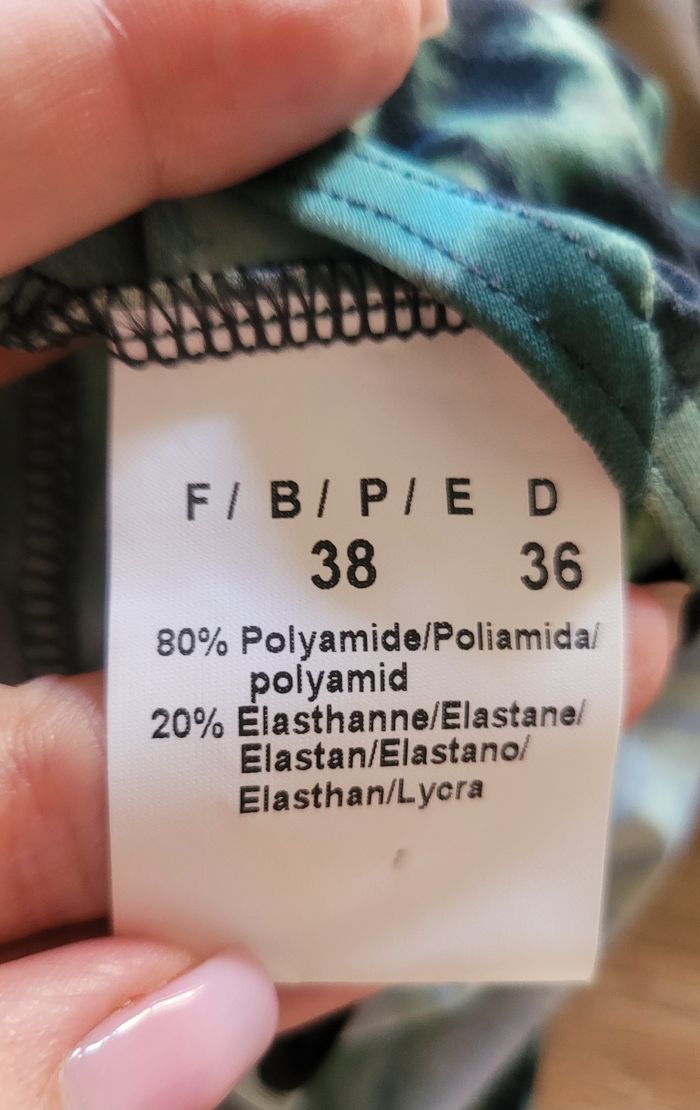 F / B / P / E D
38 36
80% Polyamide/Poliamida/
polyamid
20% Elasthanne/Elastane/
Elastan/Elastano/
Elasthan/Lycra